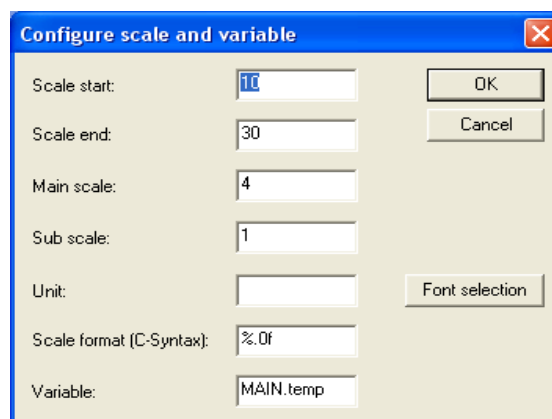 Configure scale and variable
Scale start: 10 OK
Scale end: 30 Cancel
Main scale: 4
Sub scale: 1
Unit: Font selection
Scale format (C-Syntax): %.0f
Variable: MAIN.temp